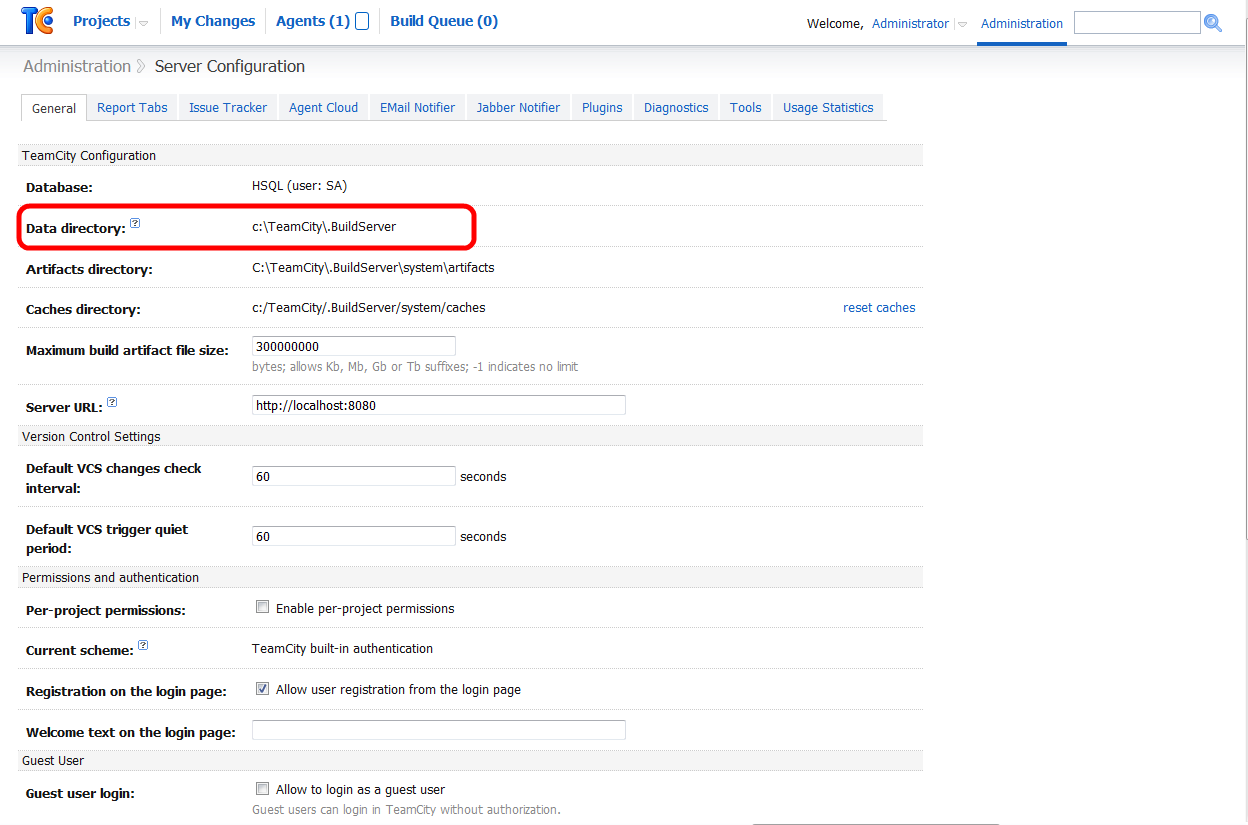 TC Projects My Changes Agents (1) Build Queue (0) Welcome, Administrator Administration
Administration Server Configuration
General Report Tabs Issue Tracker Agent Cloud EMail Notifier Jabber Notifier Plugins Diagnostics Tools Usage Statistics
TeamCity Configuration
Database: HSQL (user: SA)
Data directory: ? c:\TeamCity\.BuildServer
Artifacts directory: C:\TeamCity\.BuildServer\system\artifacts
Caches directory: c:/TeamCity/.BuildServer/system/caches reset caches
Maximum build artifact file size: 300000000
bytes; allows Kb, Mb, Gb or Tb suffixes; -1 indicates no limit
Server URL: ? http://localhost:8080
Version Control Settings
Default VCS changes check
interval: 60 seconds
Default VCS trigger quiet
period: 60 seconds
Permissions and authentication
Per-project permissions: Enable per-project permissions
Current scheme: ? TeamCity built-in authentication
Registration on the login page: Allow user registration from the login page
Welcome text on the login page:
Guest User
Guest user login: Allow to login as a guest user
Guest users can login in TeamCity without authorization.